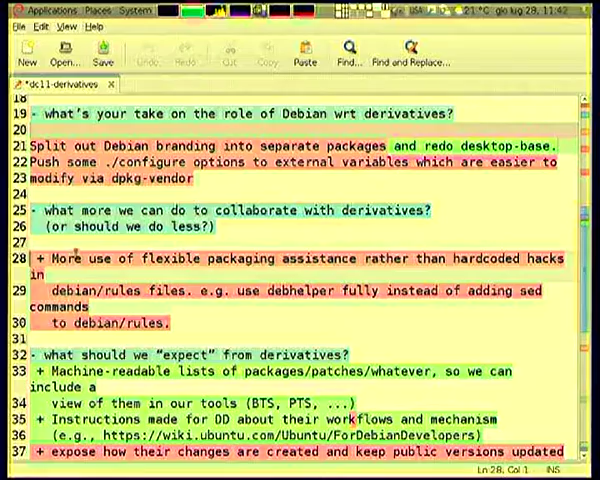 Applications Places System USA 21 °C gio lug 28, 11:42
File Edit View Help
New Open... Save Undo Redo Cut Copy Paste Find... Find and Replace...
*dc11-derivatives x
18
19 - what's your take on the role of Debian wrt derivatives?
20
21 Split out Debian branding into separate packages and redo desktop-base.
22 Push some ./configure options to external variables which are easier to
23 modify via dpkg-vendor
24
25 - what more we can do to collaborate with derivatives?
26 (or should we do less?)
27
28 + More use of flexible packaging assistance rather than hardcoded hacks
in
29 debian/rules files. e.g. use debhelper fully instead of adding sed
commands
30 to debian/rules.
31
32 - what should we “expect” from derivatives?
33 + Machine-readable lists of packages/patches/whatever, so we can
include a
34 view of them in our tools (BTS, PTS, ...)
35 + Instructions made for DD about their workflows and mechanism
36 (e.g., https://wiki.ubuntu.com/Ubuntu/ForDebianDevelopers)
37 + expose how their changes are created and keep public versions updated
Ln 28, Col 1 INS